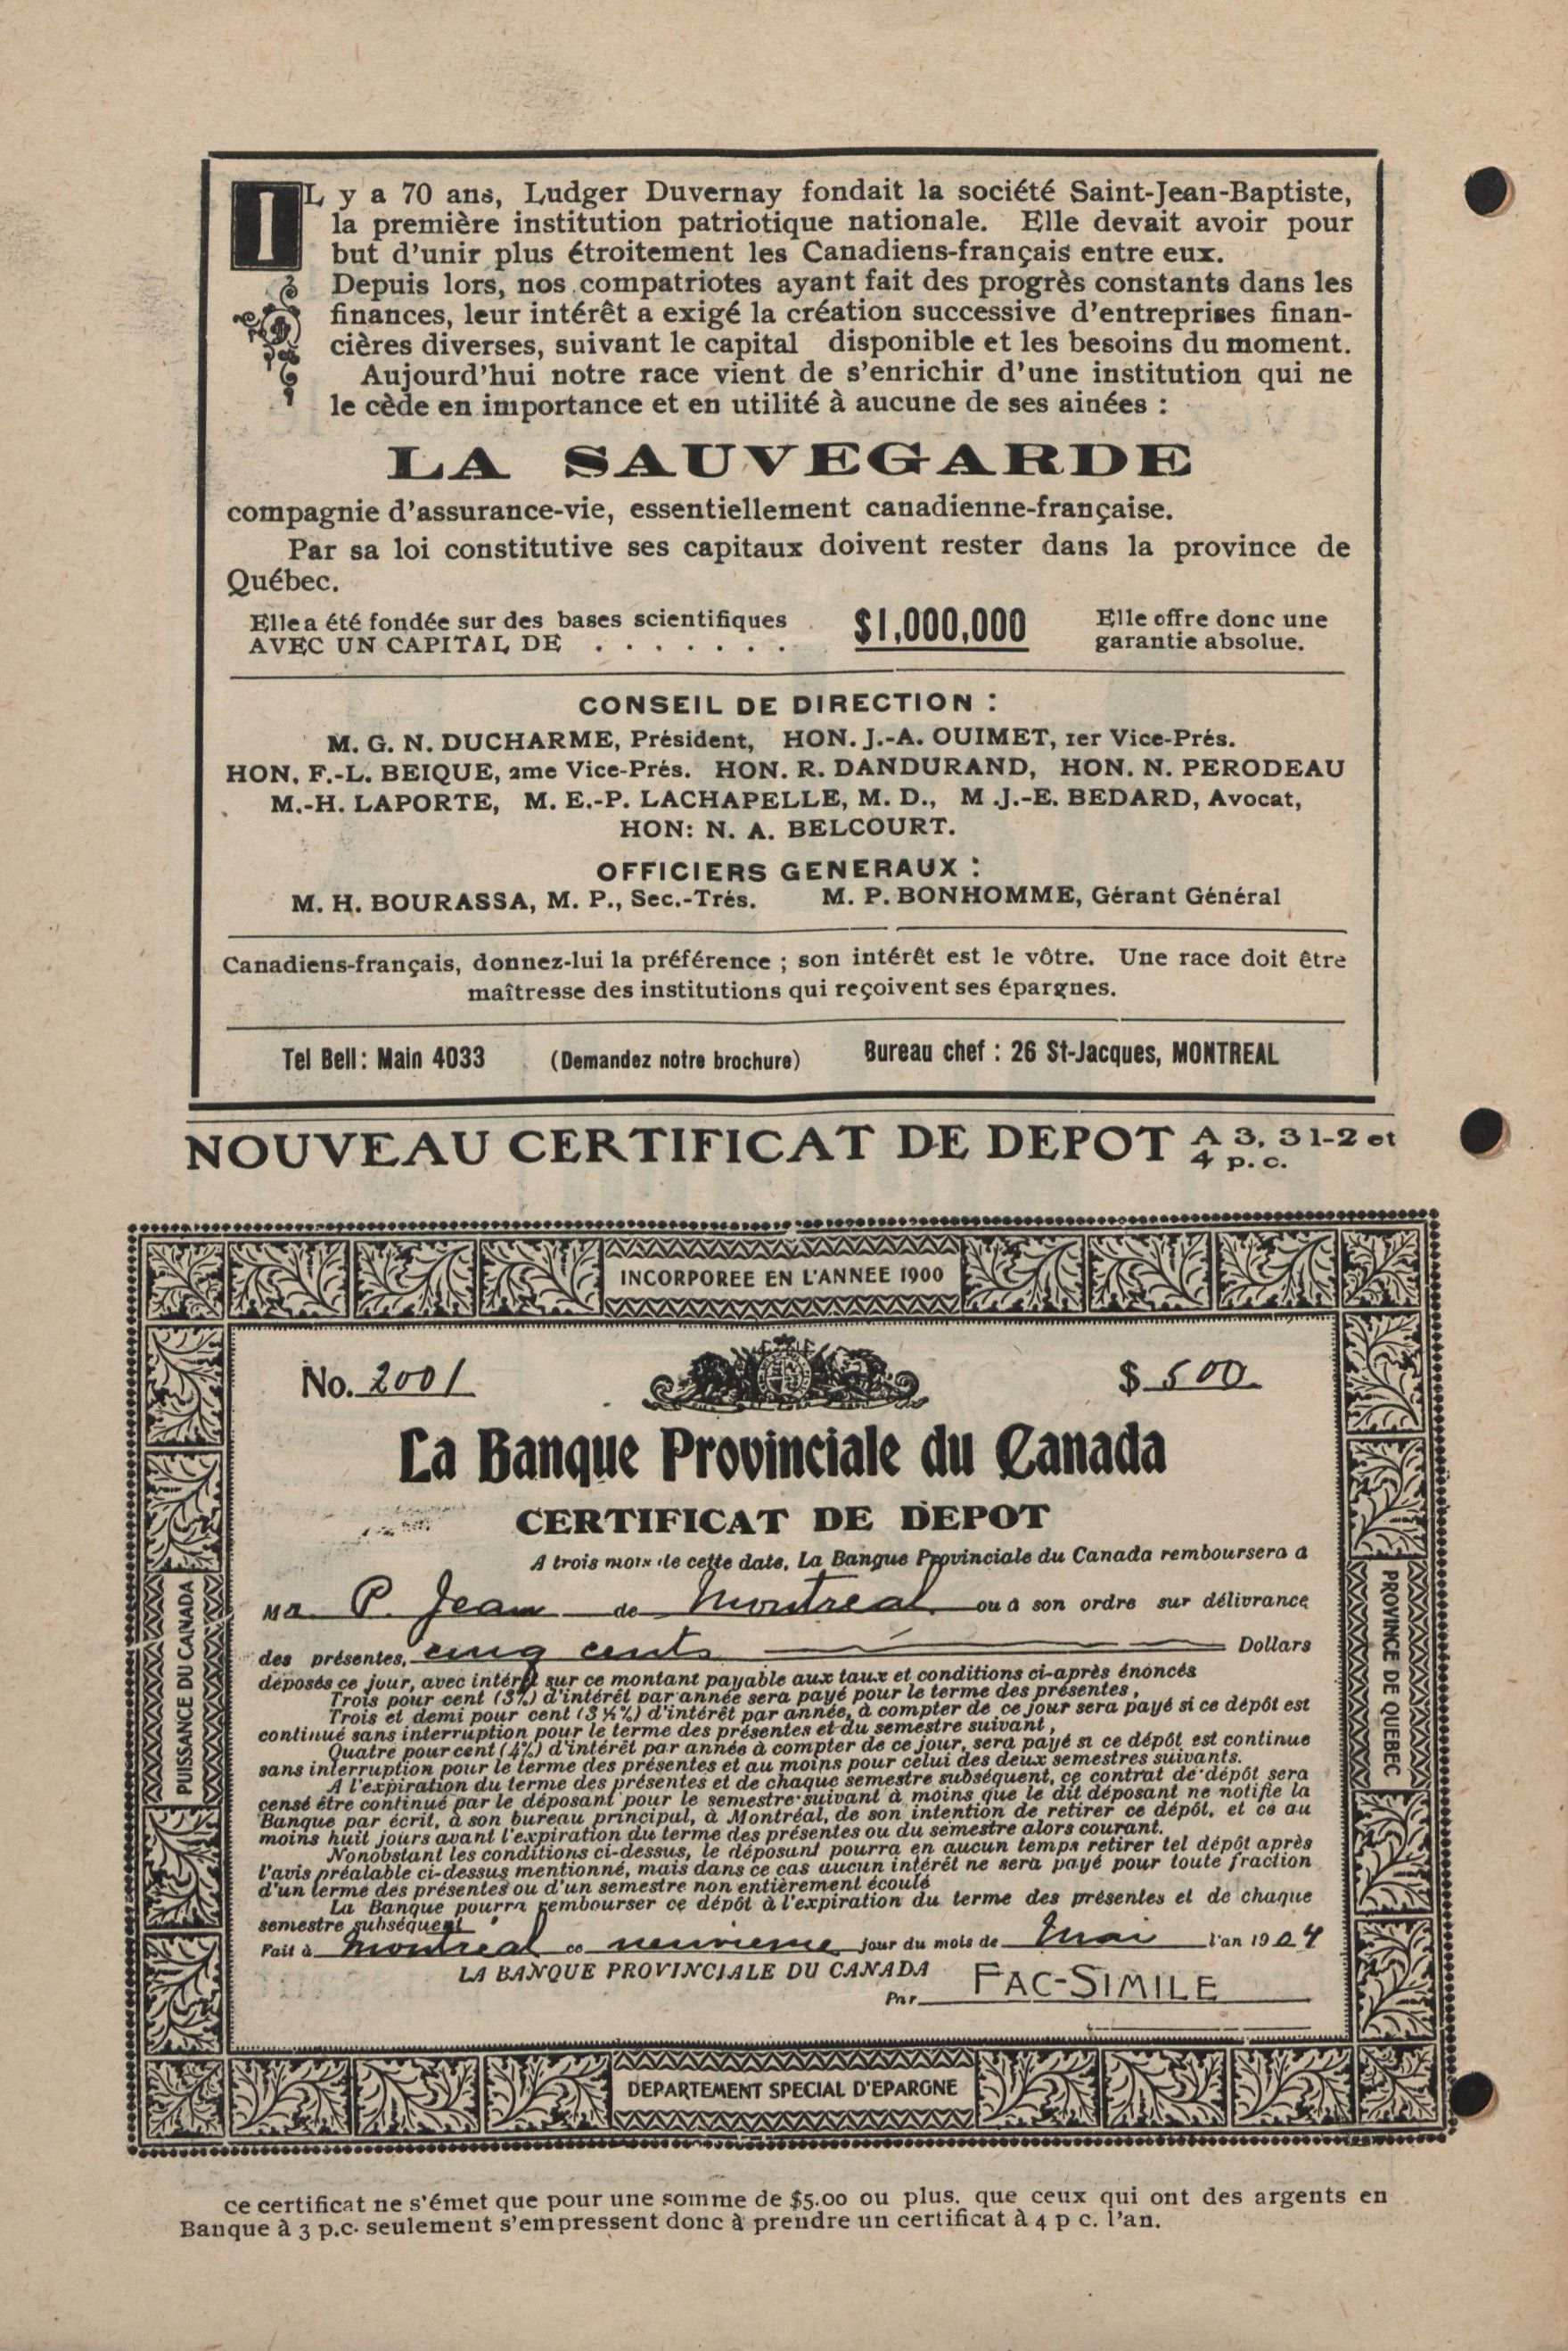 IL y a 70 ans, Ludger Duvernay fondait la société Saint-Jean-Baptiste,
la première institution patriotique nationale. Elle devait avoir pour
but d'unir plus étroitement les Canadiens-français entre eux.
Depuis lors, nos compatriotes ayant fait des progrès constants dans les
finances, leur intérêt a exigé la création successive d'entreprises finan-
cières diverses, suivant le capital disponible et les besoins du moment.
Aujourd'hui notre race vient de s'enrichir d'une institution qui ne
le cède en importance et en utilité à aucune de ses ainées :
LA SAUVEGARDE
compagnie d'assurance-vie, essentiellement canadienne-française.
Par sa loi constitutive ses capitaux doivent rester dans la province de
Québec.
Elle a été fondée sur des bases scientifiques
AVEC UN CAPITAL DE . . . . . . .
$1,000,000
Elle offre donc une
garantie absolue.
CONSEIL DE DIRECTION :
M. G. N. DUCHARME, Président, HON. J.-A. OUIMET, 1er Vice-Prés.
HON. F.-L. BEIQUE, 2me Vice-Prés. HON. R. DANDURAND, HON. N. PERODEAU
M.-H. LAPORTE, M. E.-P. LACHAPELLE, M. D., M .J.-E. BEDARD, Avocat,
HON: N. A. BELCOURT.
OFFICIERS GENERAUX :
M. H. BOURASSA, M. P., Sec.-Trés. M. P. BONHOMME, Gérant Général
Canadiens-français, donnez-lui la préférence ; son intérêt est le vôtre. Une race doit être
maîtresse des institutions qui reçoivent ses épargnes.
Tel Bell : Main 4033 (Demandez notre brochure) Bureau chef : 26 St-Jacques, MONTREAL
NOUVEAU CERTIFICAT DE DEPOT A 3, 3 1-2 et
4 p. c.
INCORPOREE EN L'ANNEE 1900
No. 2001
$ 500
La Banque Provinciale du Canada
CERTIFICAT DE DEPOT
A trois mois de cette date, La Banque Provinciale du Canada remboursera a
Mr P. Jean de Montreal ou a son ordre sur délivrance
des présentes, cinq cents Dollars
déposés ce jour, avec intérêt sur ce montant payable aux taux et conditions ci-après énoncés
Trois pour cent (3%) d'intérêt par année sera payé pour le terme des présentes,
Trois et demi pour cent (3½%) d'intérêt par année, à compter de ce jour sera payé si ce dépôt est
continué sans interruption pour le terme des présentes et du semestre suivant,
Quatre pour cent (4%) d'intérêt par année à compter de ce jour, sera payé si ce dépôt est continue
sans interruption pour le terme des présentes et au moins pour celui des deux semestres suivants.
A l'expiration du terme des présentes et de chaque semestre subséquent, ce contrat de dépôt sera
censé être continué par le déposant pour le semestre suivant à moins que le dit déposant ne notifie la
Banque par écrit, à son bureau principal, à Montréal, de son intention de retirer ce dépôt, et ce au
moins huit jours avant l'expiration du terme des présentes ou du semestre alors courant.
Nonobstant les conditions ci-dessus, le déposant pourra en aucun temps retirer tel dépôt après
l'avis préalable ci-dessus mentionné, mais dans ce cas aucun intérêt ne sera payé pour toute fraction
d'un terme des présentes ou d'un semestre non entièrement écoulé
La Banque pourra rembourser ce dépôt à l'expiration du terme des présentes et de chaque
semestre subséquent
Fait à Montreal ce neuvieme jour du mois de Mai l'an 1904
LA BANQUE PROVINCIALE DU CANADA
Par FAC-SIMILE
PUISSANCE DU CANADA
PROVINCE DE QUEBEC
DEPARTEMENT SPECIAL D'EPARGNE
ce certificat ne s'émet que pour une somme de $5.00 ou plus. que ceux qui ont des argents en
Banque à 3 p.c. seulement s'empressent donc à prendre un certificat à 4 p c. l'an.